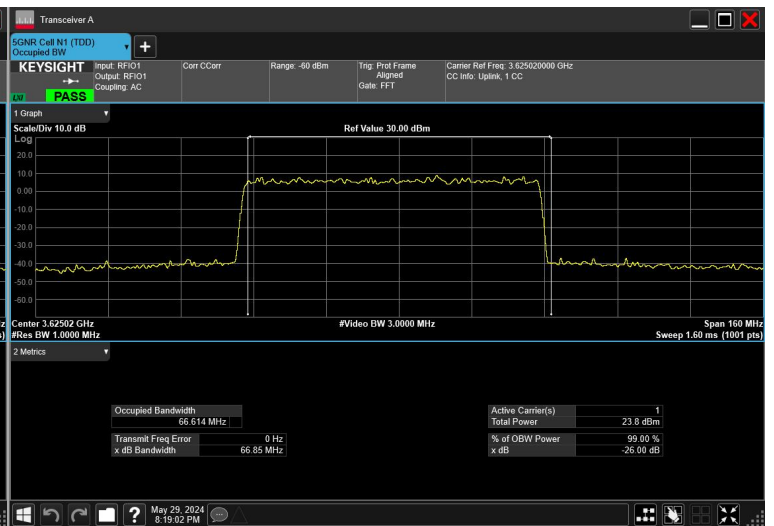 Transceiver A
5GNR Cell N1 (TDD)
Occupied BW
+
KEYSIGHT
PASS
Input: RFIO1
Output: RFIO1
Coupling: AC
Corr CCorr
Range: -60 dBm
Trig: Prot Frame
Aligned
Gate: FFT
Carrier Ref Freq: 3.625020000 GHz
CC Info: Uplink, 1 CC
1 Graph
Scale/Div 10.0 dB
Ref Value 30.00 dBm
Log
20.0
10.0
0.00
-10.0
-20.0
-30.0
-40.0
-50.0
-60.0
Center 3.62502 GHz
#Video BW 3.0000 MHz
Span 160 MHz
#Res BW 1.0000 MHz
Sweep 1.60 ms (1001 pts)
2 Metrics
Occupied Bandwidth
66.614 MHz
Transmit Freq Error 0 Hz
x dB Bandwidth 66.85 MHz
Active Carrier(s) 1
Total Power 23.8 dBm
% of OBW Power 99.00 %
x dB -26.00 dB
?
May 29, 2024
8:19:02 PM